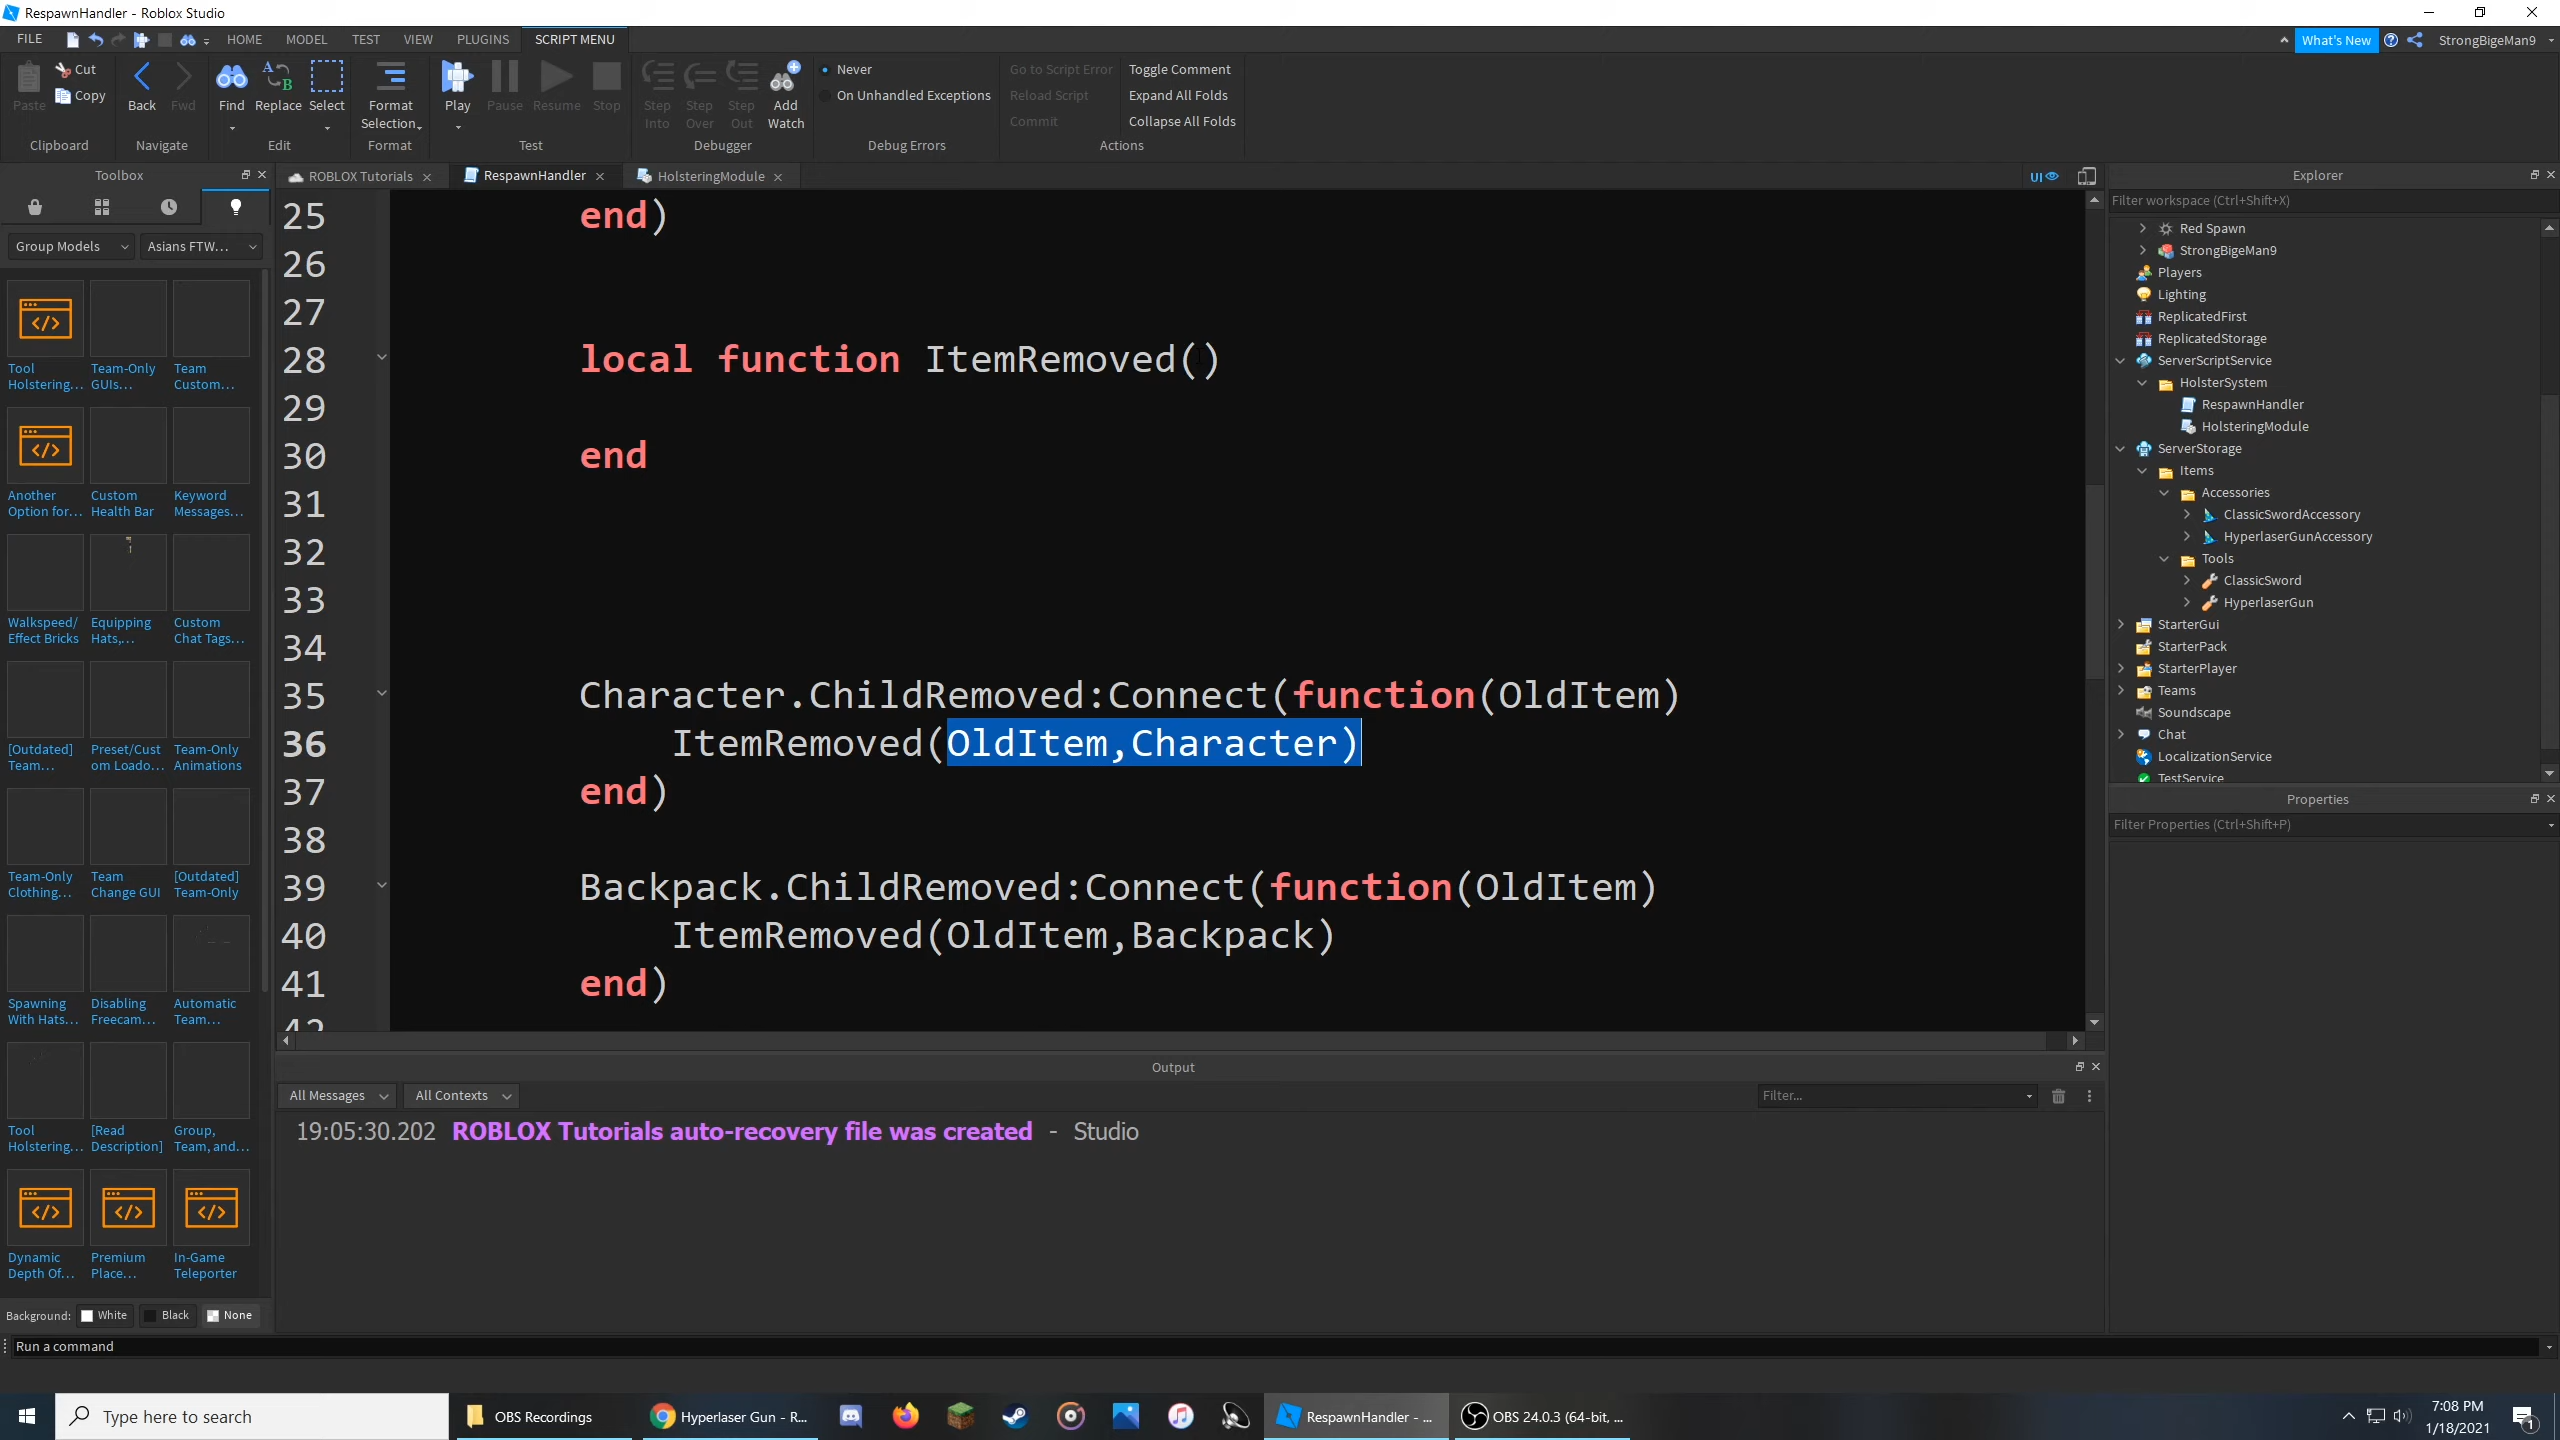 RespawnHandler - Roblox Studio
FILE
HOME
MODEL
TEST
VIEW
PLUGINS
SCRIPT MENU
What's New
StrongBigeMan9
Paste
Cut
Copy
Clipboard
Back
Fwd
Navigate
Find
Replace
Select
Edit
Format
Selection
Format
Play
Pause
Resume
Stop
Test
Step
Into
Step
Over
Step
Out
Add
Watch
Debugger
Never
On Unhandled Exceptions
Debug Errors
Go to Script Error
Reload Script
Commit
Toggle Comment
Expand All Folds
Collapse All Folds
Actions
Toolbox
Group Models
Asians FTW...
Tool
Holstering...
Team-Only
GUIs...
Team
Custom...
Another
Option for...
Custom
Health Bar
Keyword
Messages...
Walkspeed/
Effect Bricks
Equipping
Hats,...
Custom
Chat Tags...
[Outdated]
Team...
Preset/Cust
om Loado...
Team-Only
Animations
Team-Only
Clothing...
Team
Change GUI
[Outdated]
Team-Only
Spawning
With Hats...
Disabling
Freecam...
Automatic
Team...
Tool
Holstering...
[Read
Description]
Group,
Team, and...
Dynamic
Depth Of...
Premium
Place...
In-Game
Teleporter
Background:
White
Black
None
ROBLOX Tutorials
RespawnHandler
HolsteringModule
UI
25 end)
26
27
28 local function ItemRemoved()
29
30 end
31
32
33
34
35 Character.ChildRemoved:Connect(function(OldItem)
36 ItemRemoved(OldItem,Character)
37 end)
38
39 Backpack.ChildRemoved:Connect(function(OldItem)
40 ItemRemoved(OldItem,Backpack)
41 end)
42
Output
All Messages
All Contexts
Filter...
19:05:30.202 ROBLOX Tutorials auto-recovery file was created - Studio
Explorer
Filter workspace (Ctrl+Shift+X)
Red Spawn
StrongBigeMan9
Players
Lighting
ReplicatedFirst
ReplicatedStorage
ServerScriptService
HolsterSystem
RespawnHandler
HolsteringModule
ServerStorage
Items
Accessories
ClassicSwordAccessory
HyperlaserGunAccessory
Tools
ClassicSword
HyperlaserGun
StarterGui
StarterPack
StarterPlayer
Teams
Soundscape
Chat
LocalizationService
TestService
Properties
Filter Properties (Ctrl+Shift+P)
Run a command
Type here to search
OBS Recordings
Hyperlaser Gun - R...
RespawnHandler - ...
OBS 24.0.3 (64-bit, ...
7:08 PM
1/18/2021
1